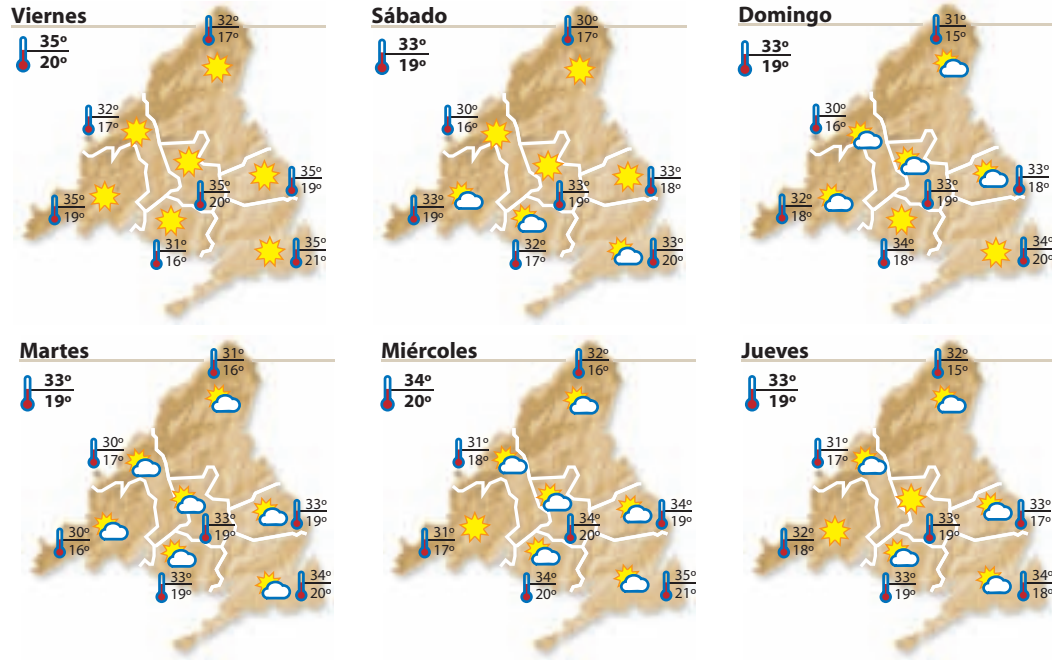 Viernes
35º
20º
32º
17º
32º
17º
35º
19º
35º
20º
35º
19º
31º
16º
35º
21º
Sábado
33º
19º
30º
17º
30º
16º
33º
18º
33º
19º
33º
19º
32º
17º
33º
20º
Domingo
33º
19º
31º
15º
30º
16º
33º
18º
33º
19º
32º
18º
34º
18º
34º
20º
Martes
33º
19º
31º
16º
30º
17º
33º
19º
33º
19º
30º
16º
33º
19º
34º
20º
Miércoles
34º
20º
32º
16º
31º
18º
34º
19º
34º
20º
31º
17º
34º
20º
35º
21º
Jueves
33º
19º
32º
15º
31º
17º
33º
17º
33º
19º
32º
18º
33º
19º
34º
18º